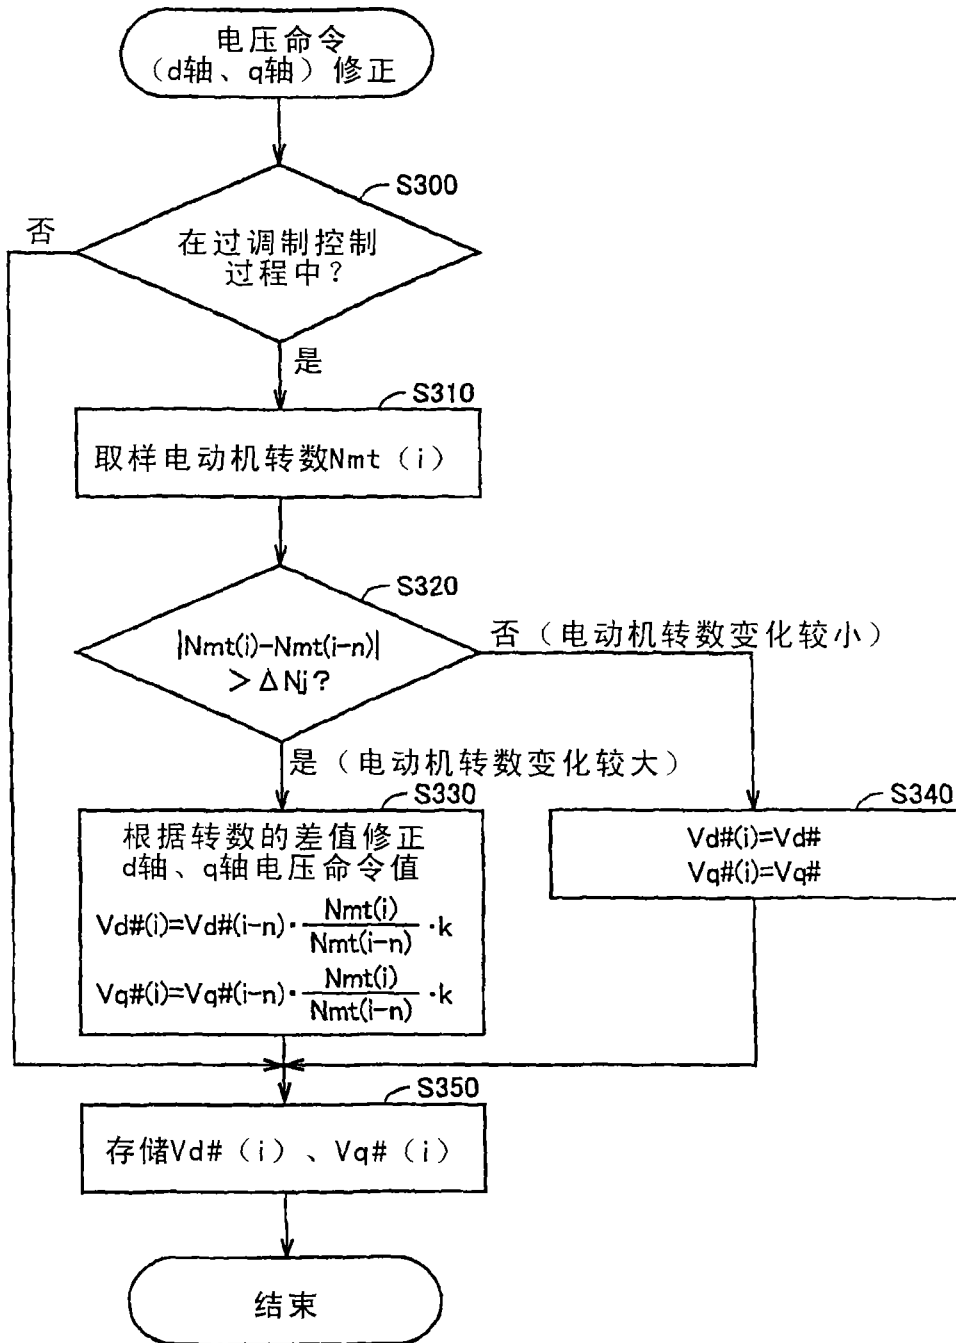 电压命令
（d轴、q轴）修正
S300
否
在过调制控制
过程中？
是
S310
取样电动机转数Nmt（i）
S320
|Nmt(i)-Nmt(i-n)|
＞ΔNj？
否（电动机转数变化较小）
是（电动机转数变化较大）
S330
根据转数的差值修正
d轴、q轴电压命令值
Vd#(i)=Vd#(i-n)·Nmt(i)/Nmt(i-n)·k
Vq#(i)=Vq#(i-n)·Nmt(i)/Nmt(i-n)·k
S340
Vd#(i)=Vd#
Vq#(i)=Vq#
S350
存储Vd#（i）、Vq#（i）
结束